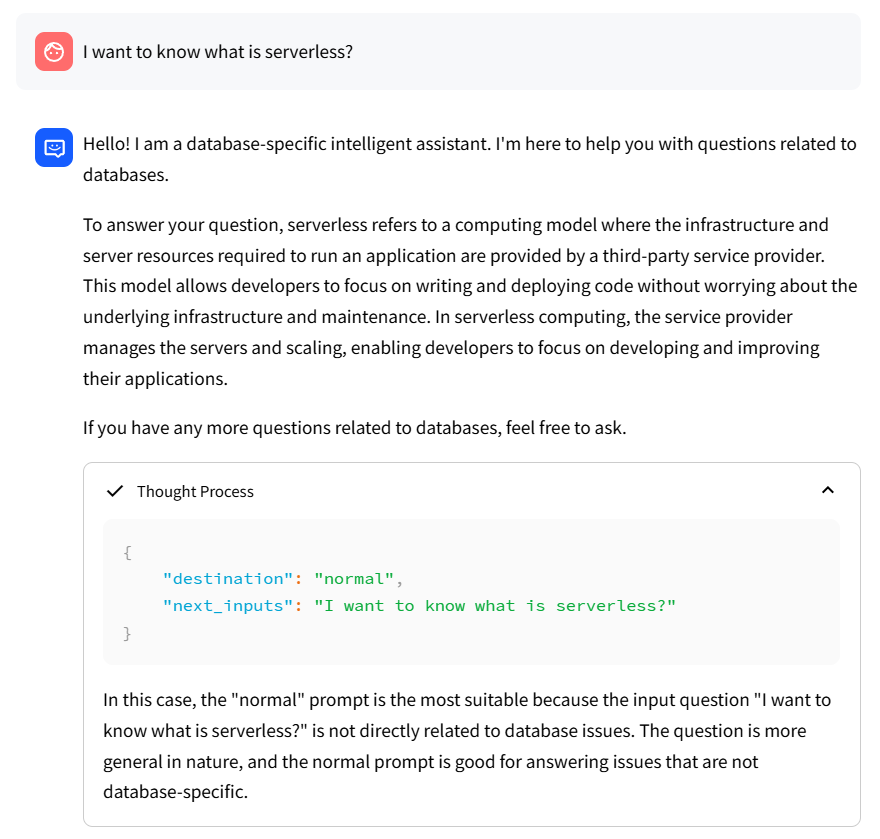 I want to know what is serverless?
Hello! I am a database-specific intelligent assistant. I'm here to help you with questions related to
databases.
To answer your question, serverless refers to a computing model where the infrastructure and
server resources required to run an application are provided by a third-party service provider.
This model allows developers to focus on writing and deploying code without worrying about the
underlying infrastructure and maintenance. In serverless computing, the service provider
manages the servers and scaling, enabling developers to focus on developing and improving
their applications.
If you have any more questions related to databases, feel free to ask.
Thought Process
{
    "destination": "normal",
    "next_inputs": "I want to know what is serverless?"
}
In this case, the "normal" prompt is the most suitable because the input question "I want to
know what is serverless?" is not directly related to database issues. The question is more
general in nature, and the normal prompt is good for answering issues that are not
database-specific.